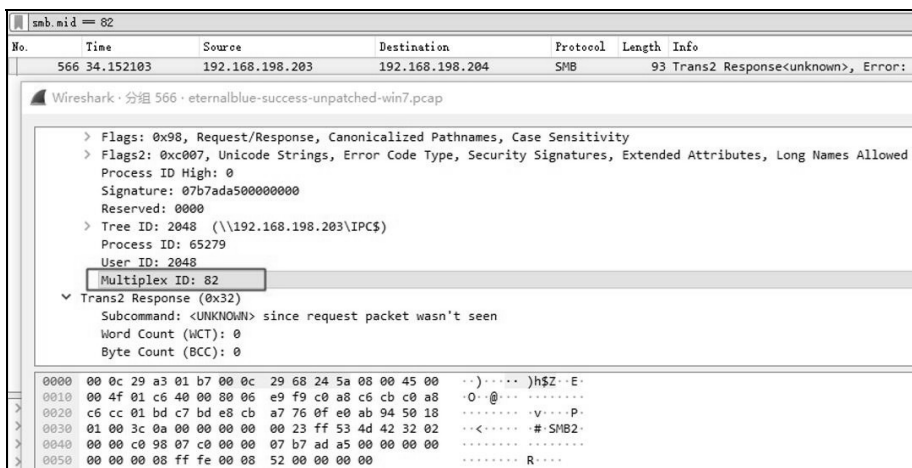 smb.mid == 82
No. Time Source Destination Protocol Length Info
566 34.152103 192.168.198.203 192.168.198.204 SMB 93 Trans2 Response<unknown>, Error:
Wireshark · 分组 566 · eternalblue-success-unpatched-win7.pcap
> Flags: 0x98, Request/Response, Canonicalized Pathnames, Case Sensitivity
> Flags2: 0xc007, Unicode Strings, Error Code Type, Security Signatures, Extended Attributes, Long Names Allowed
Process ID High: 0
Signature: 07b7ada500000000
Reserved: 0000
> Tree ID: 2048 (\\192.168.198.203\IPC$)
Process ID: 65279
User ID: 2048
Multiplex ID: 82
Trans2 Response (0x32)
Subcommand: <UNKNOWN> since request packet wasn't seen
Word Count (WCT): 0
Byte Count (BCC): 0
0000 00 0c 29 a3 01 b7 00 0c 29 68 24 5a 08 00 45 00 ··)····· )h$Z··E·
0010 00 4f 01 c6 40 00 80 06 e9 f9 c0 a8 c6 cb c0 a8 ·O··@··· ········
0020 c6 cc 01 bd c7 bd e8 cb a7 76 0f e0 ab 94 50 18 ········ ·v····P·
0030 01 00 3c 0a 00 00 00 00 00 23 ff 53 4d 42 32 02 ··<····· ·#·SMB2·
0040 00 00 c0 98 07 c0 00 00 07 b7 ad a5 00 00 00 00 ········ ········
0050 00 00 00 08 ff fe 00 08 52 00 00 00 00 ········ R····